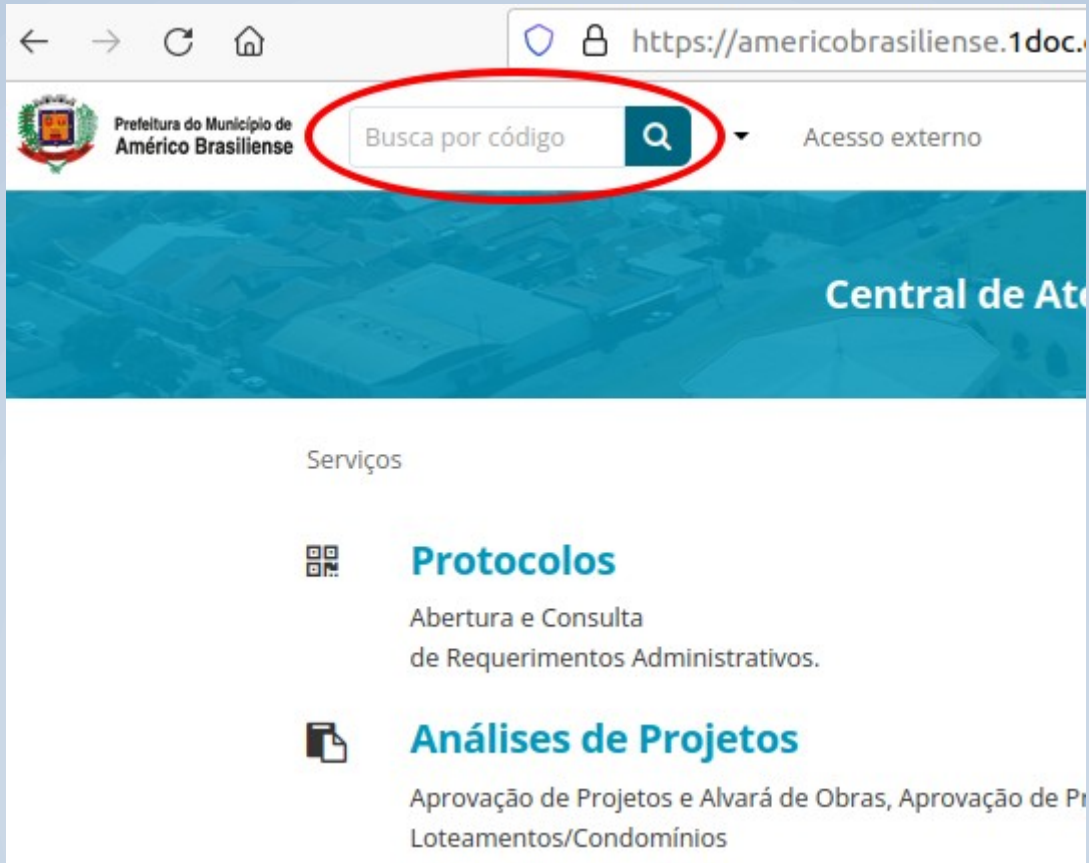 https://americobrasiliense.1doc.
Prefeitura do Município de
Américo Brasiliense
Busca por código
Acesso externo
Central de
Serviços
Protocolos
Abertura e Consulta
de Requerimentos Administrativos.
Análises de Projetos
Aprovação de Projetos e Alvará de Obras, Aprovação de
Loteamentos/Condomínios